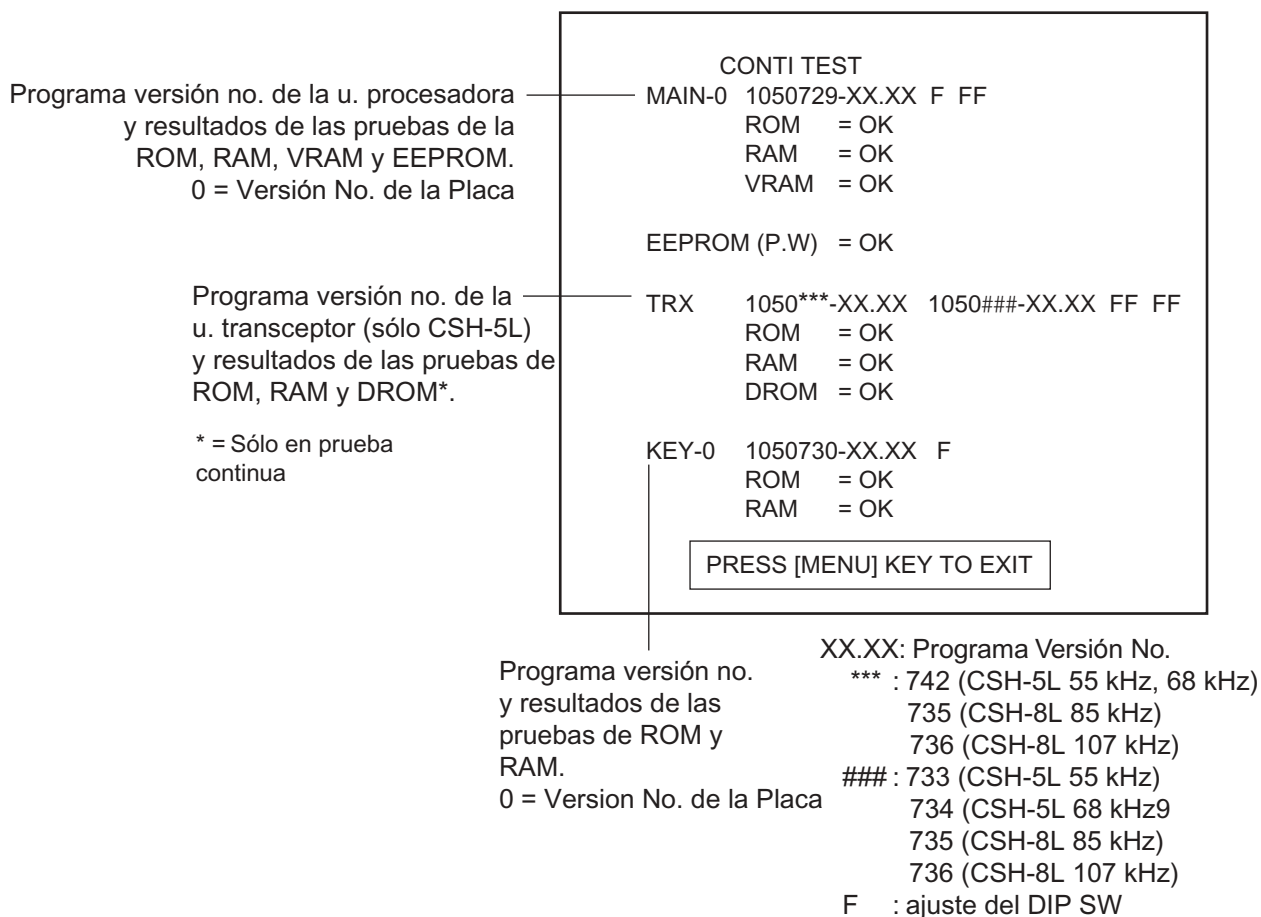 CONTI TEST
Programa versión no. de la u. procesadora
y resultados de las pruebas de la
ROM, RAM, VRAM y EEPROM.
0 = Versión No. de la Placa
MAIN-0 1050729-XX.XX F FF
ROM = OK
RAM = OK
VRAM = OK
EEPROM (P.W) = OK
Programa versión no. de la
u. transceptor (sólo CSH-5L)
y resultados de las pruebas de
ROM, RAM y DROM*.
* = Sólo en prueba
continua
TRX 1050***-XX.XX 1050###-XX.XX FF FF
ROM = OK
RAM = OK
DROM = OK
KEY-0 1050730-XX.XX F
ROM = OK
RAM = OK
PRESS [MENU] KEY TO EXIT
Programa versión no.
y resultados de las
pruebas de ROM y
RAM.
0 = Version No. de la Placa
XX.XX: Programa Versión No.
*** : 742 (CSH-5L 55 kHz, 68 kHz)
735 (CSH-8L 85 kHz)
736 (CSH-8L 107 kHz)
### : 733 (CSH-5L 55 kHz)
734 (CSH-5L 68 kHz9
735 (CSH-8L 85 kHz)
736 (CSH-8L 107 kHz)
F : ajuste del DIP SW